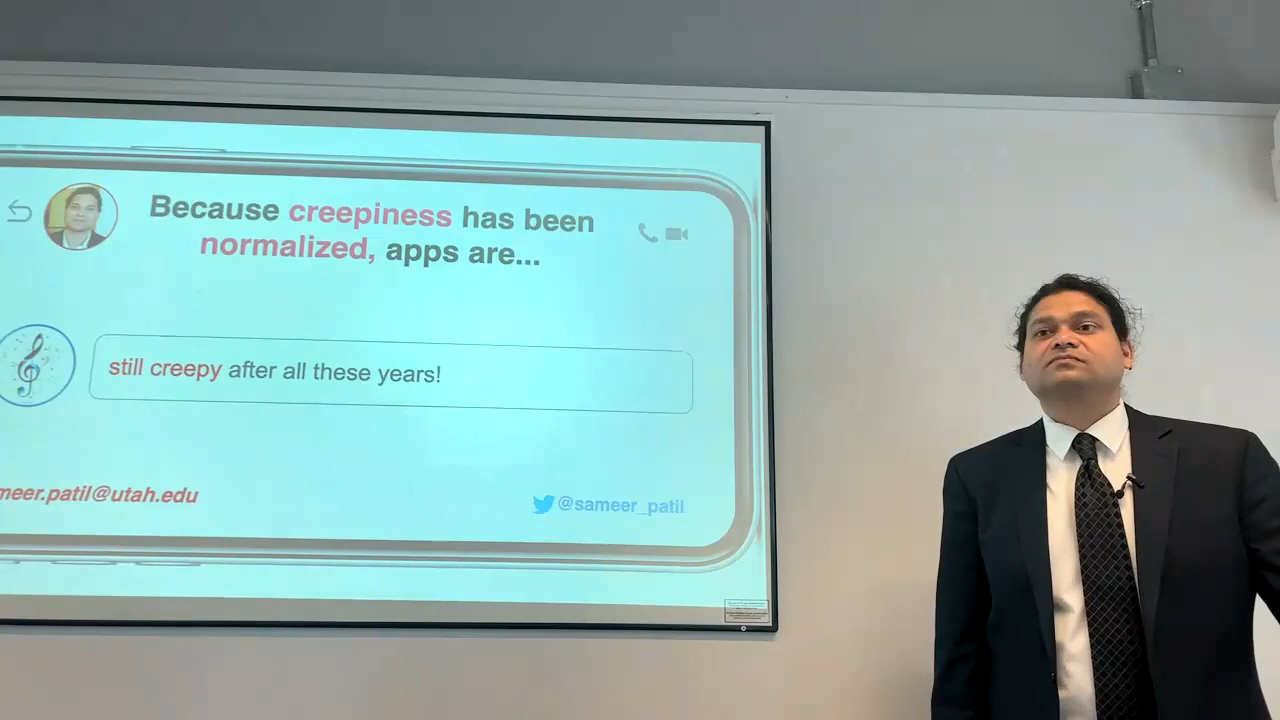 Because creepiness has been
normalized, apps are...
still creepy after all these years!
meer.patil@utah.edu
@sameer_patil